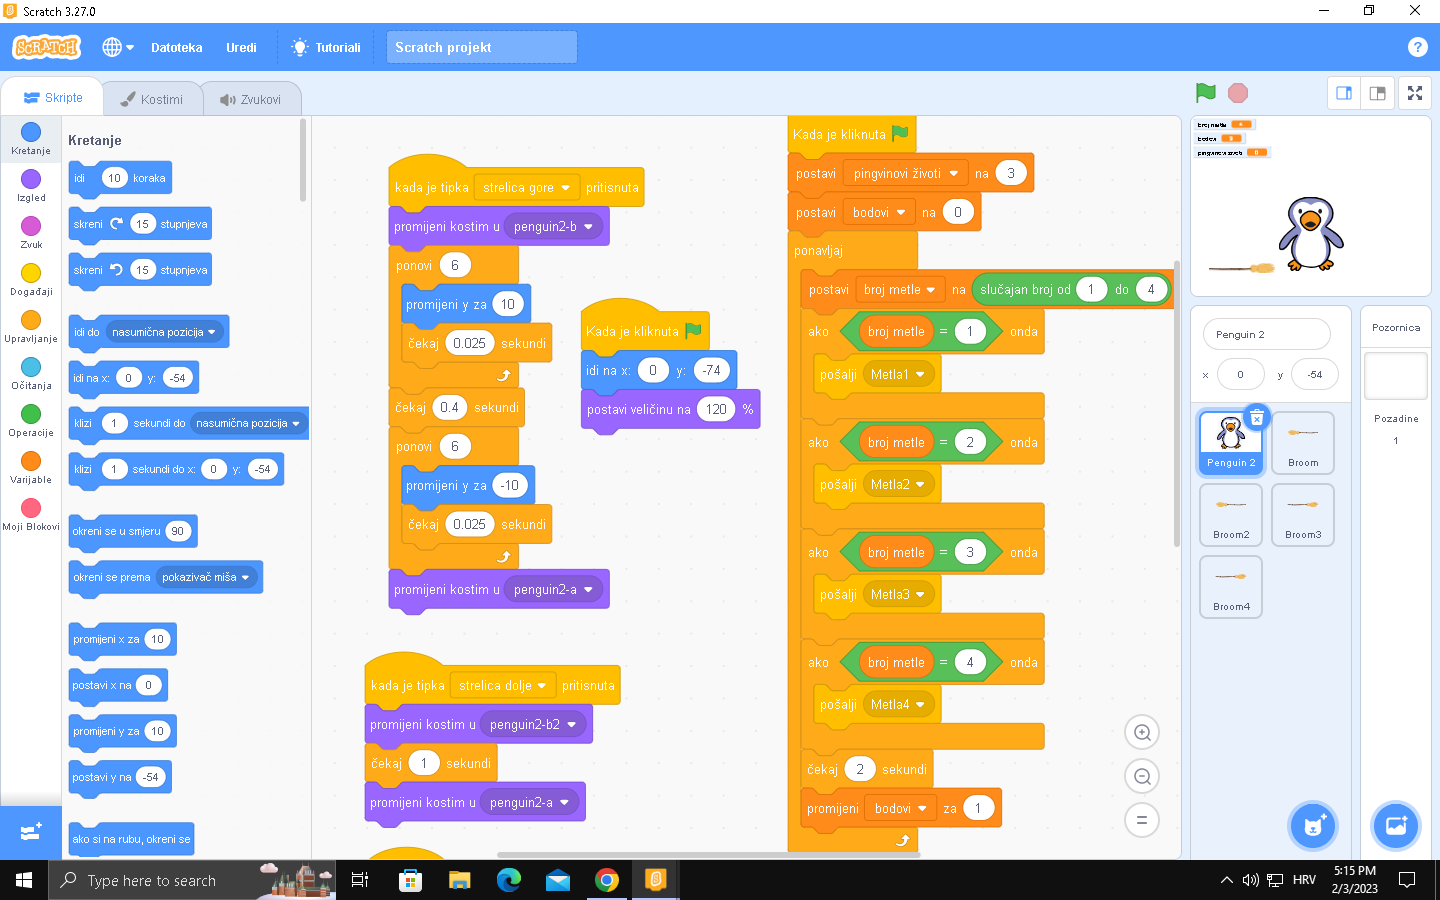 Scratch 3.27.0
SCRATCH
Datoteka
Uredi
Tutoriali
Scratch projekt
?
Skripte
Kostimi
Zvukovi
Kretanje
Izgled
Zvuk
Događaji
Upravljanje
Očitanja
Operacije
Varijable
Moji Blokovi
Kretanje
idi 10 koraka
skreni 15 stupnjeva
skreni 15 stupnjeva
idi do nasumična pozicija
idi na x: 0 y: -54
klizi 1 sekundi do nasumična pozicija
klizi 1 sekundi do x: 0 y: -54
okreni se u smjeru 90
okreni se prema pokazivač miša
promijeni x za 10
postavi x na 0
promijeni y za 10
postavi y na -54
ako si na rubu, okreni se
kada je tipka strelica gore pritisnuta
promijeni kostim u penguin2-b
ponovi 6
promijeni y za 10
čekaj 0.025 sekundi
čekaj 0.4 sekundi
ponovi 6
promijeni y za -10
čekaj 0.025 sekundi
promijeni kostim u penguin2-a
kada je tipka strelica dolje pritisnuta
promijeni kostim u penguin2-b2
čekaj 1 sekundi
promijeni kostim u penguin2-a
Kada je kliknuta
idi na x: 0 y: -74
postavi veličinu na 120 %
Kada je kliknuta
postavi pingvinovi životi na 3
postavi bodovi na 0
ponavljaj
postavi broj metle na slučajan broj od 1 do 4
ako broj metle = 1 onda
pošalji Metla1
ako broj metle = 2 onda
pošalji Metla2
ako broj metle = 3 onda
pošalji Metla3
ako broj metle = 4 onda
pošalji Metla4
čekaj 2 sekundi
promijeni bodovi za 1
broj metle
bodovi
pingvinovi životi
Penguin 2
x 0 y -54
Penguin 2
Broom
Broom2
Broom3
Broom4
Pozornica
Pozadine
1
Type here to search
HRV
5:15 PM
2/3/2023